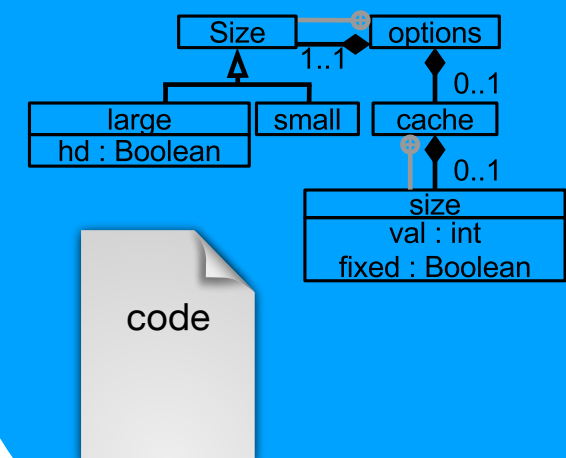 Size
options
1..1
0..1
large
small
cache
hd : Boolean
0..1
size
val : int
fixed : Boolean
code